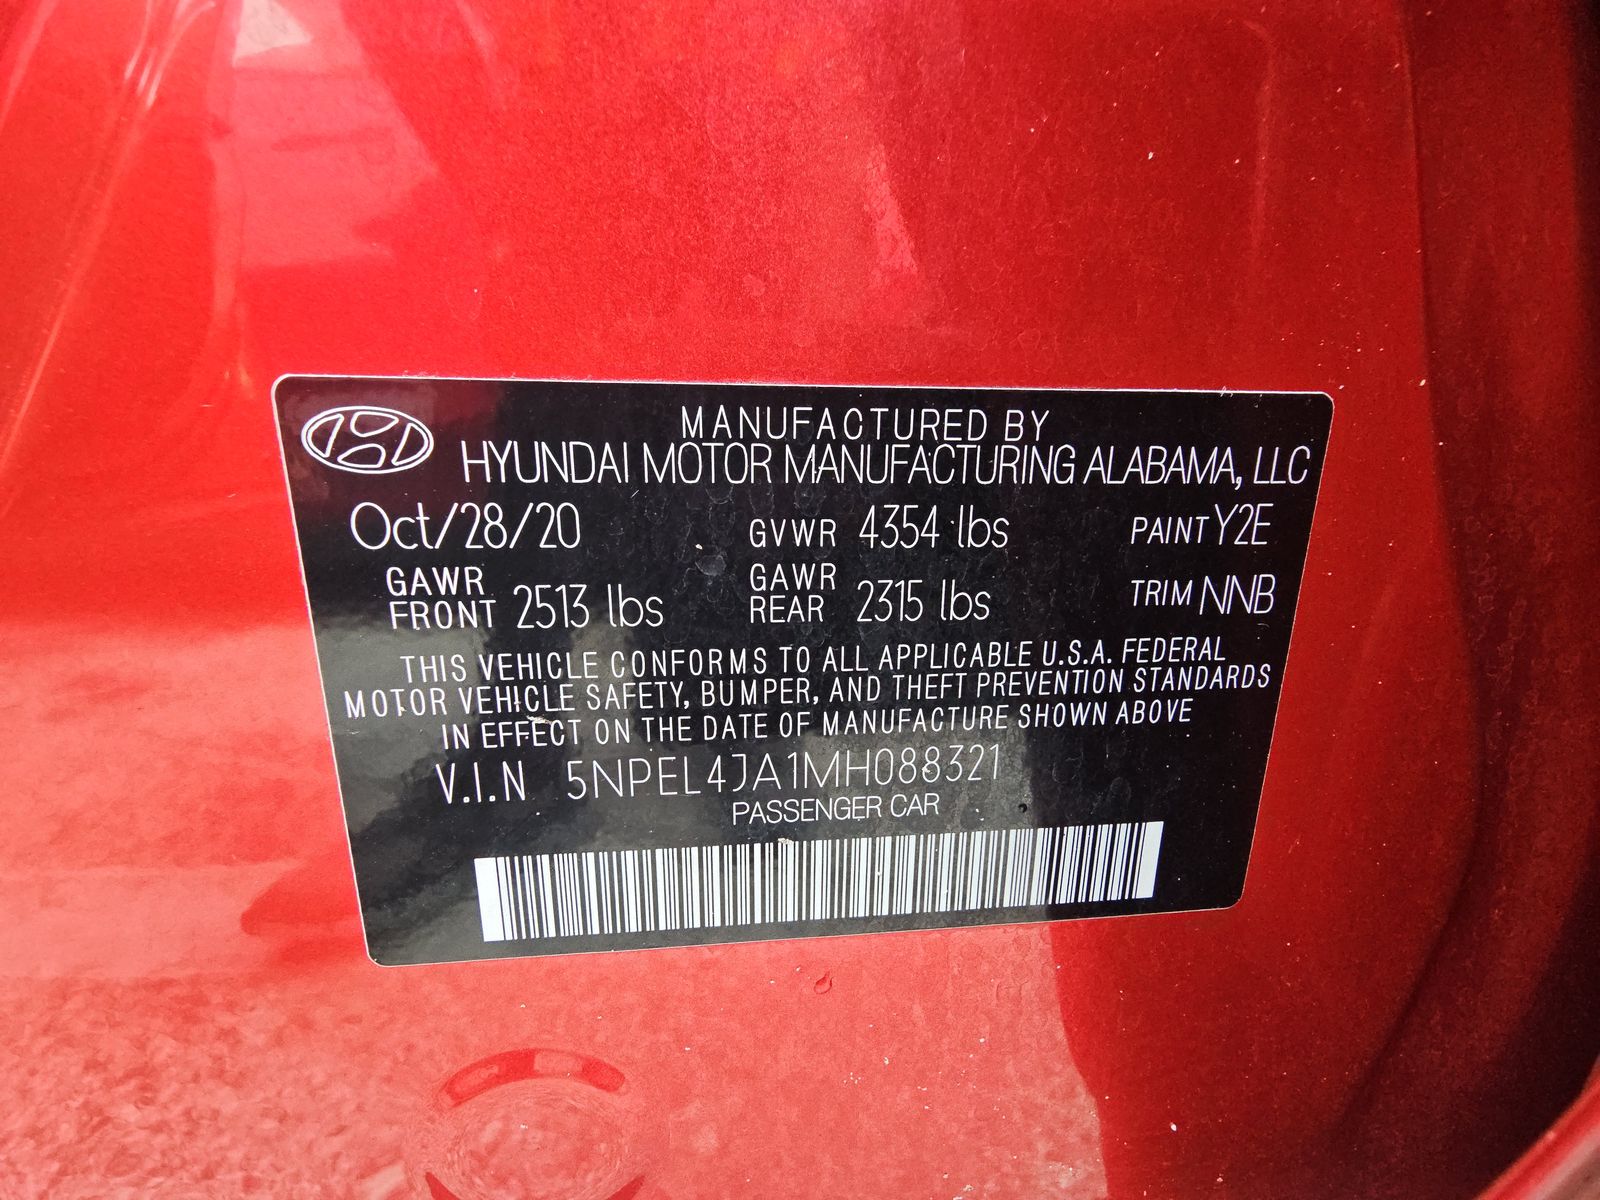 MANUFACTURED BY
HYUNDAI MOTOR MANUFACTURING ALABAMA, LLC
Oct/28/20 GVWR 4354 lbs PAINT Y2E
GAWR FRONT 2513 lbs GAWR REAR 2315 lbs TRIM NNB
THIS VEHICLE CONFORMS TO ALL APPLICABLE U.S.A. FEDERAL
MOTOR VEHICLE SAFETY, BUMPER, AND THEFT PREVENTION STANDARDS
IN EFFECT ON THE DATE OF MANUFACTURE SHOWN ABOVE
V.I.N 5NPEL4JA1MH088321
PASSENGER CAR